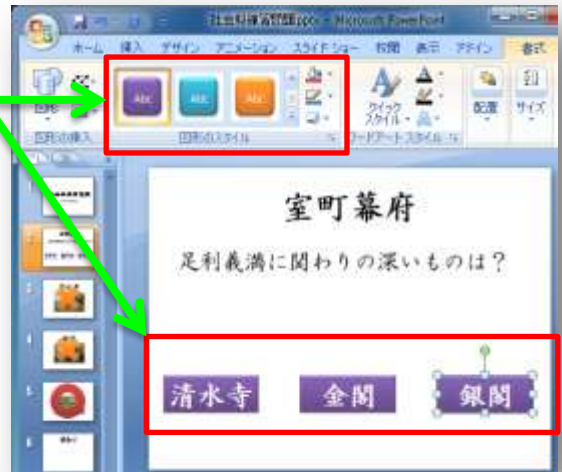 社会科練習問題.pptx - Microsoft PowerPoint
ホーム 挿入 デザイン アニメーション スライド ショー 校閲 表示 アドイン 書式
Abc Abc Abc
図形
クイック
スタイル
配置
サイズ
図形の挿入 図形のスタイル ワードアート スタイル
室町幕府
足利義満に関わりの深いものは？
清水寺 金閣 銀閣